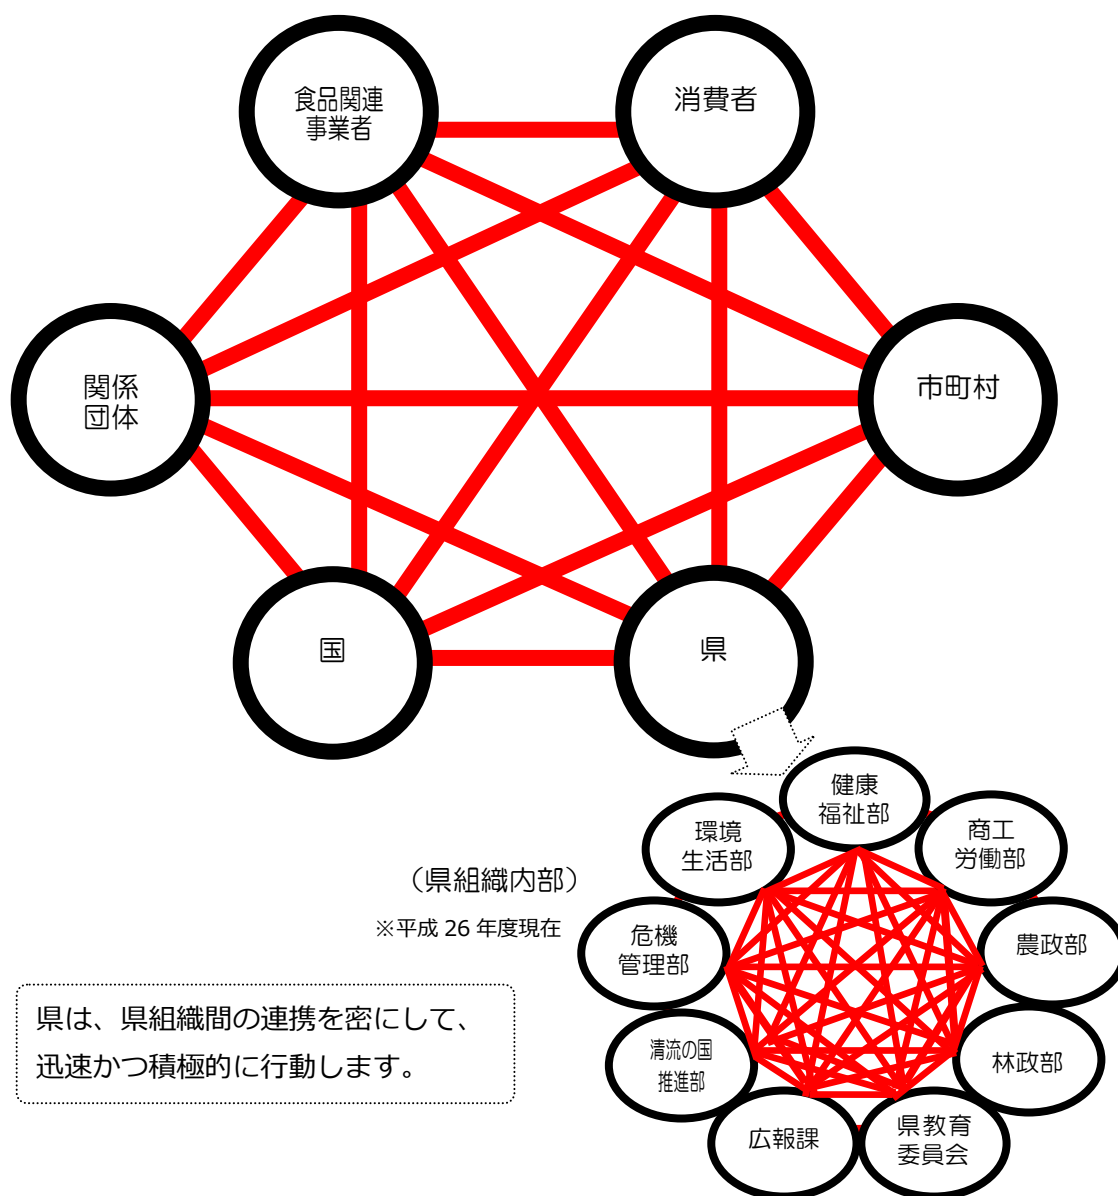 食品関連
事業者
消費者
関係
団体
市町村
国
県
健康
福祉部
環境
生活部
商工
労働部
(県組織内部)
※平成 26 年度現在
危機
管理部
農政部
県は、県組織間の連携を密にして、
迅速かつ積極的に行動します。
清流の国
推進部
林政部
広報課
県教育
委員会